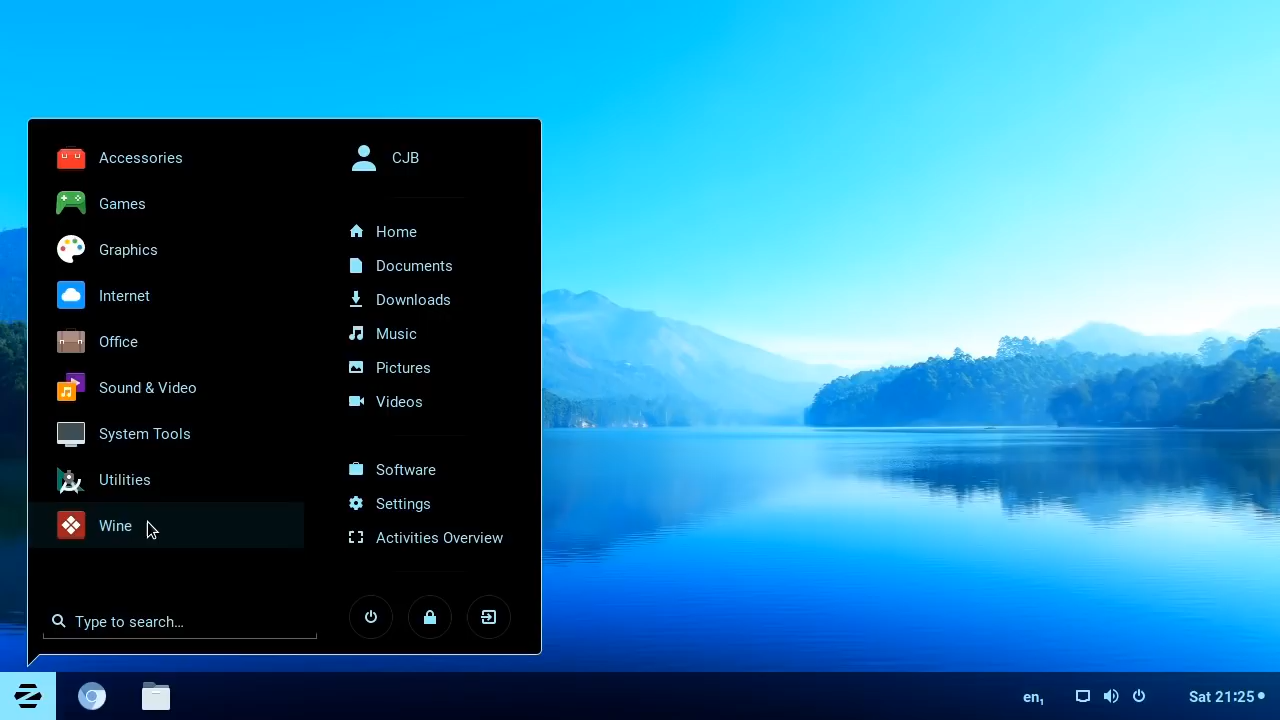 Accessories
Games
Graphics
Internet
Office
Sound & Video
System Tools
Utilities
Wine
Type to search…
CJB
Home
Documents
Downloads
Music
Pictures
Videos
Software
Settings
Activities Overview
en₁
Sat 21:25